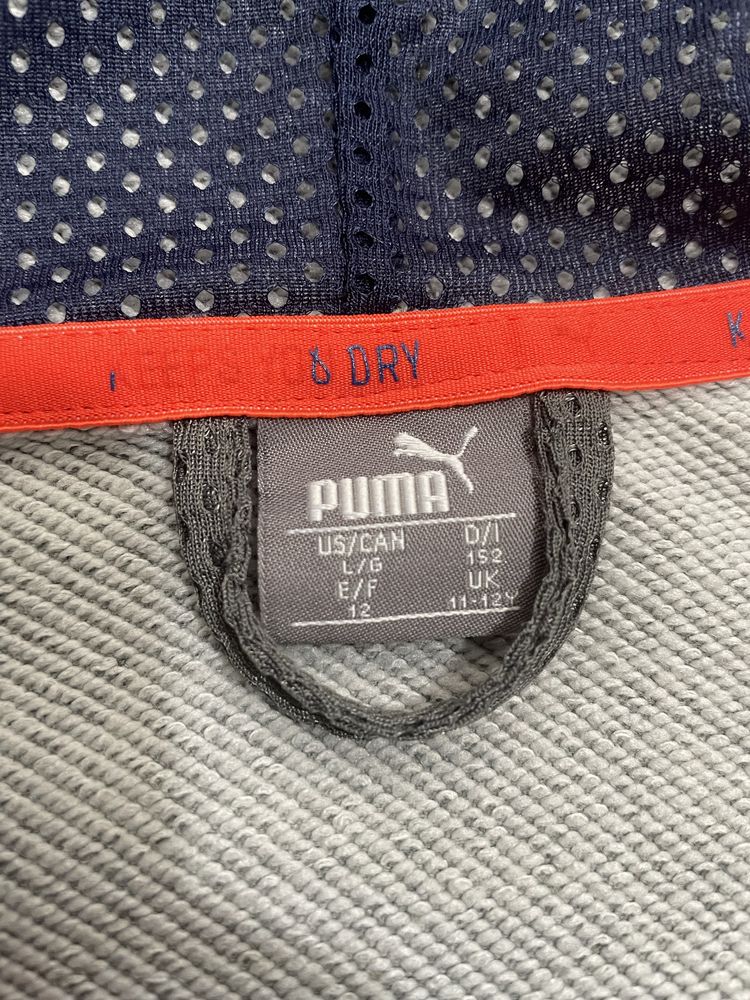 & DRY K
PUMA
US/CAN D/I
L/G 152
E/F UK
12 11-12Y